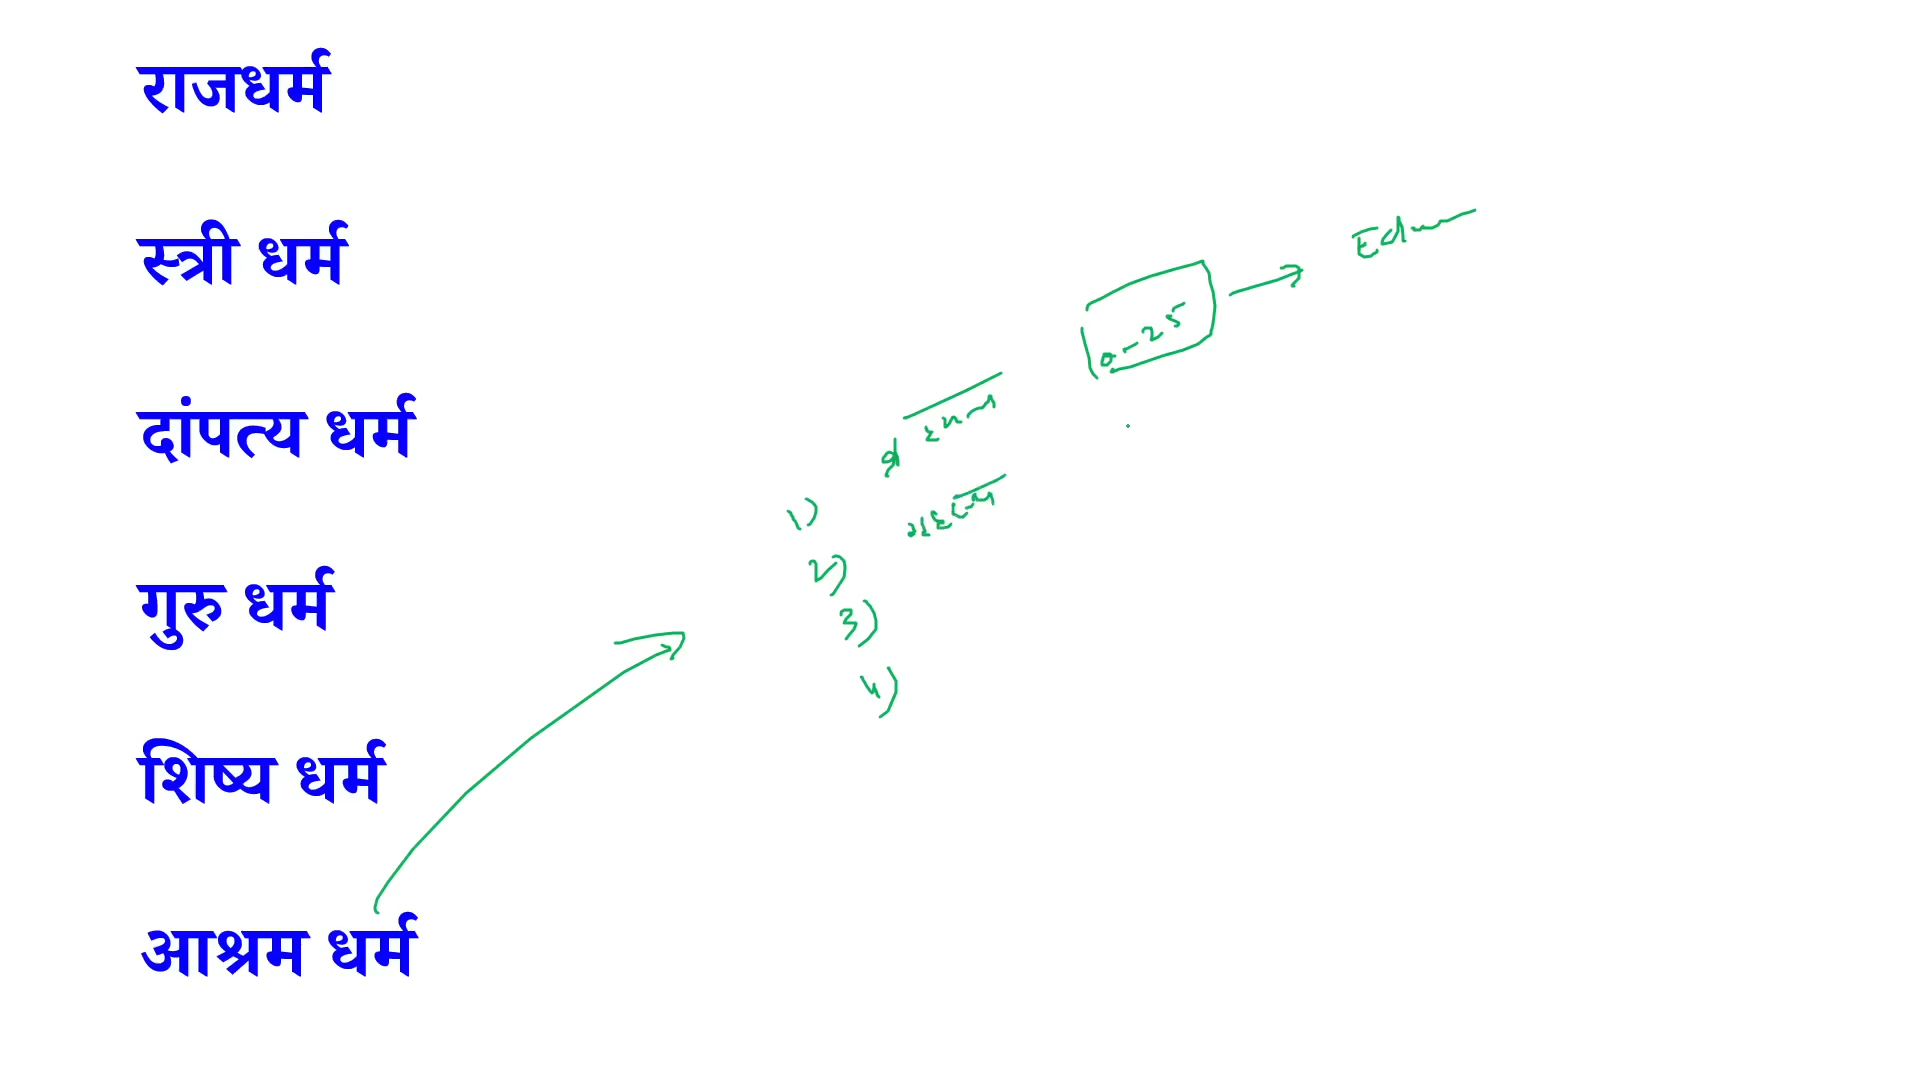 राजधर्म
स्त्री धर्म
दांपत्य धर्म
गुरु धर्म
शिष्य धर्म
आश्रम धर्म
1)
2)
3)
4)
0-25